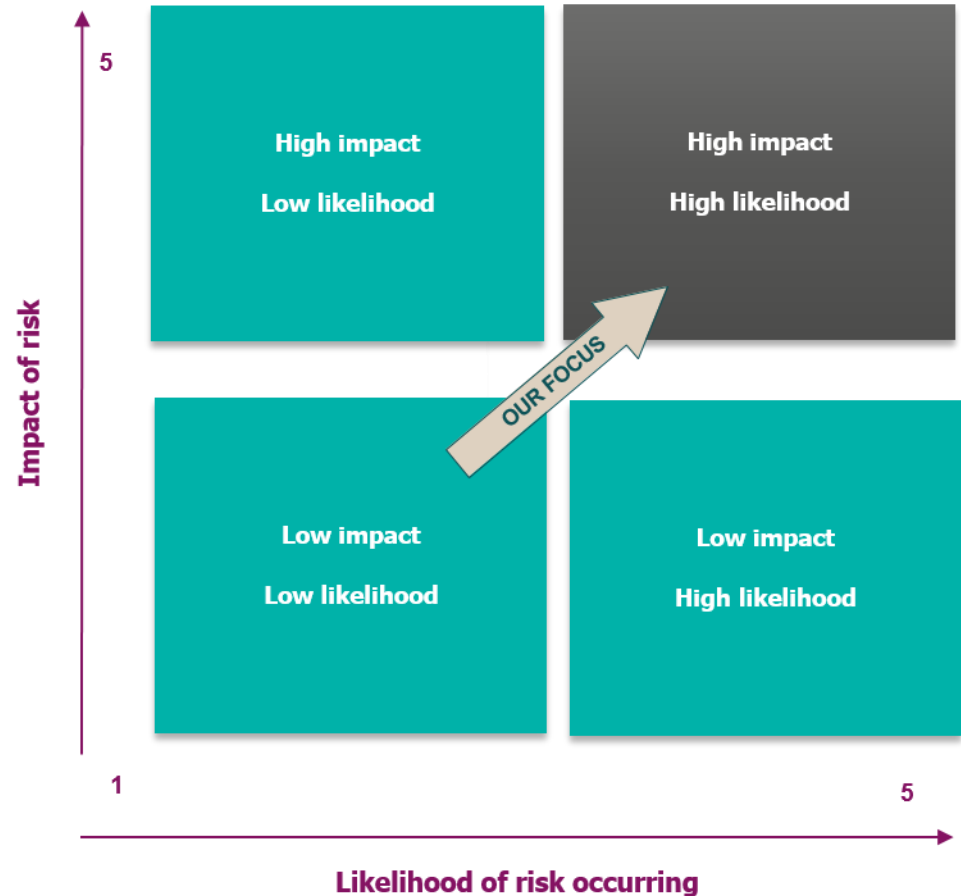 5
High impact
Low likelihood
High impact
High likelihood
Impact of risk
OUR FOCUS
Low impact
Low likelihood
Low impact
High likelihood
1
5
Likelihood of risk occurring